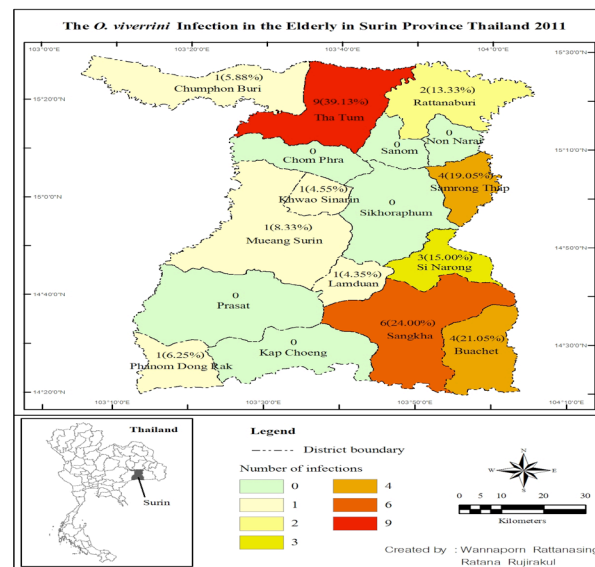 The O. viverrini Infection in the Elderly in Surin Province Thailand 2011
103°0'0"E 103°20'0"E 103°40'0"E 104°0'0"E
15°30'0"N
15°20'0"N
15°10'0"N
15°0'0"N
14°50'0"N
14°40'0"N
14°30'0"N
14°20'0"N
1(5.88%)
Chumphon Buri
9(39.13%)
Tha Tum
2(13.33%)
Rattanaburi
0
Sanom
0
Non Narai
0
Chom Phra
4(19.05%)
Samrong Thap
1(4.55%)
Khwao Sinarin
0
Sikhoraphum
1(8.33%)
Mueang Surin
3(15.00%)
Si Narong
1(4.35%)
Lamduan
0
Prasat
6(24.00%)
Sangkha
4(21.05%)
Buachet
0
Kap Choeng
1(6.25%)
Phanom Dong Rak
103°10'0"E 103°30'0"E 103°50'0"E 104°10'0"E
Thailand
Surin
Legend
District boundary
Number of infections
0
1
2
3
4
6
9
N
W E
S
0 5 10 20 30
Kilometers
Created by : Wannaporn Rattanasing
Ratana Rujirakul